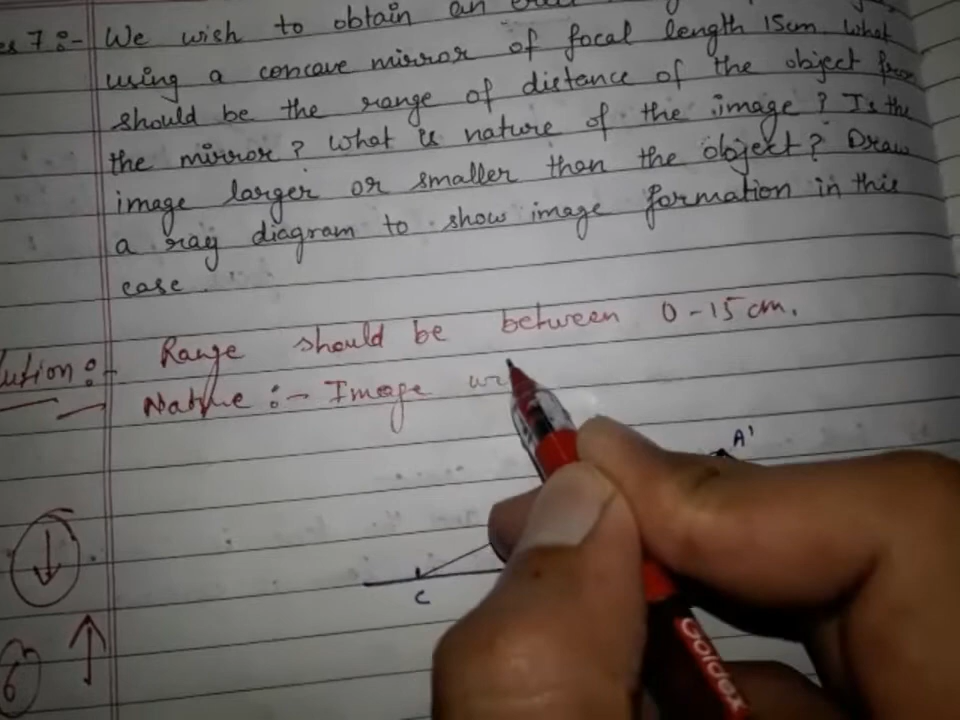 7:- We wish to obtain an
using a concave mirror of focal length 15cm. What
should be the range of distance of the object from
the mirror? What is nature of the image? Is the
image larger or smaller than the object? Draw
a ray diagram to show image formation in this
case.
Range should be between 0-15 cm.
Nature :- Image
A'
C
Goldex